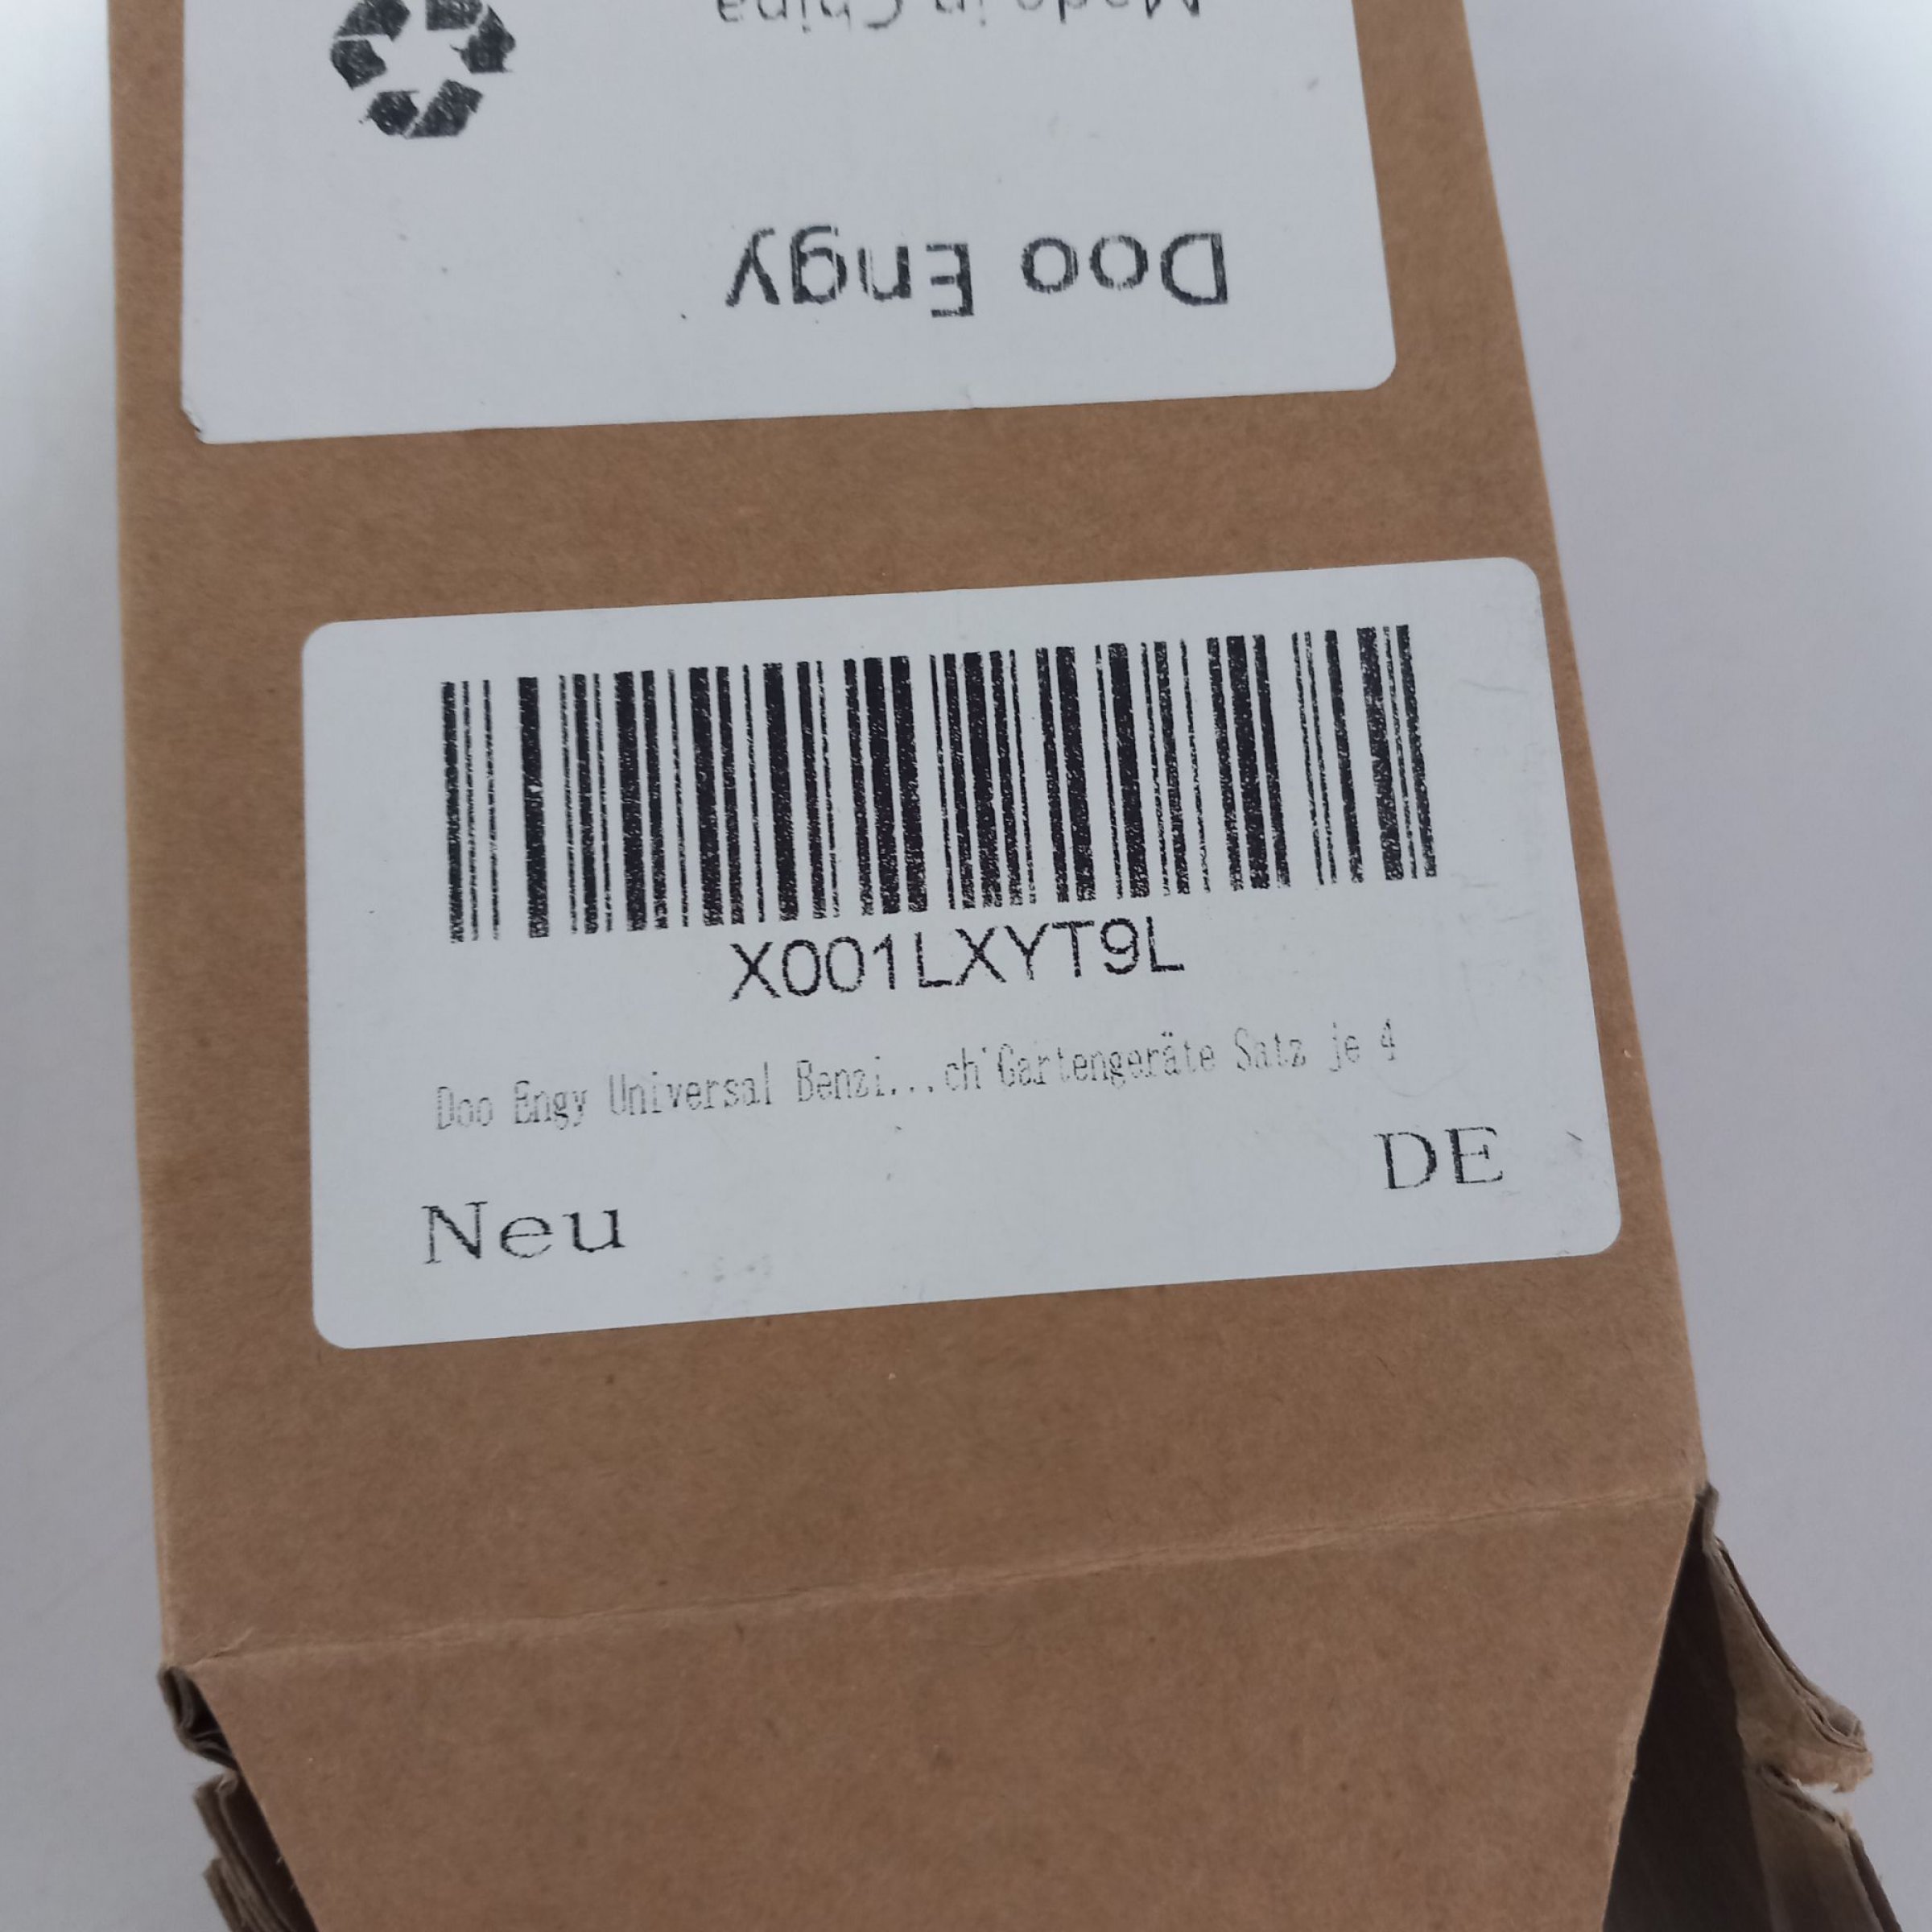 Made in China
Doo Engy
X001LXYT9L
Doo Engy Universal Benzi...ch Gartengeräte Satz je 4
DE
Neu